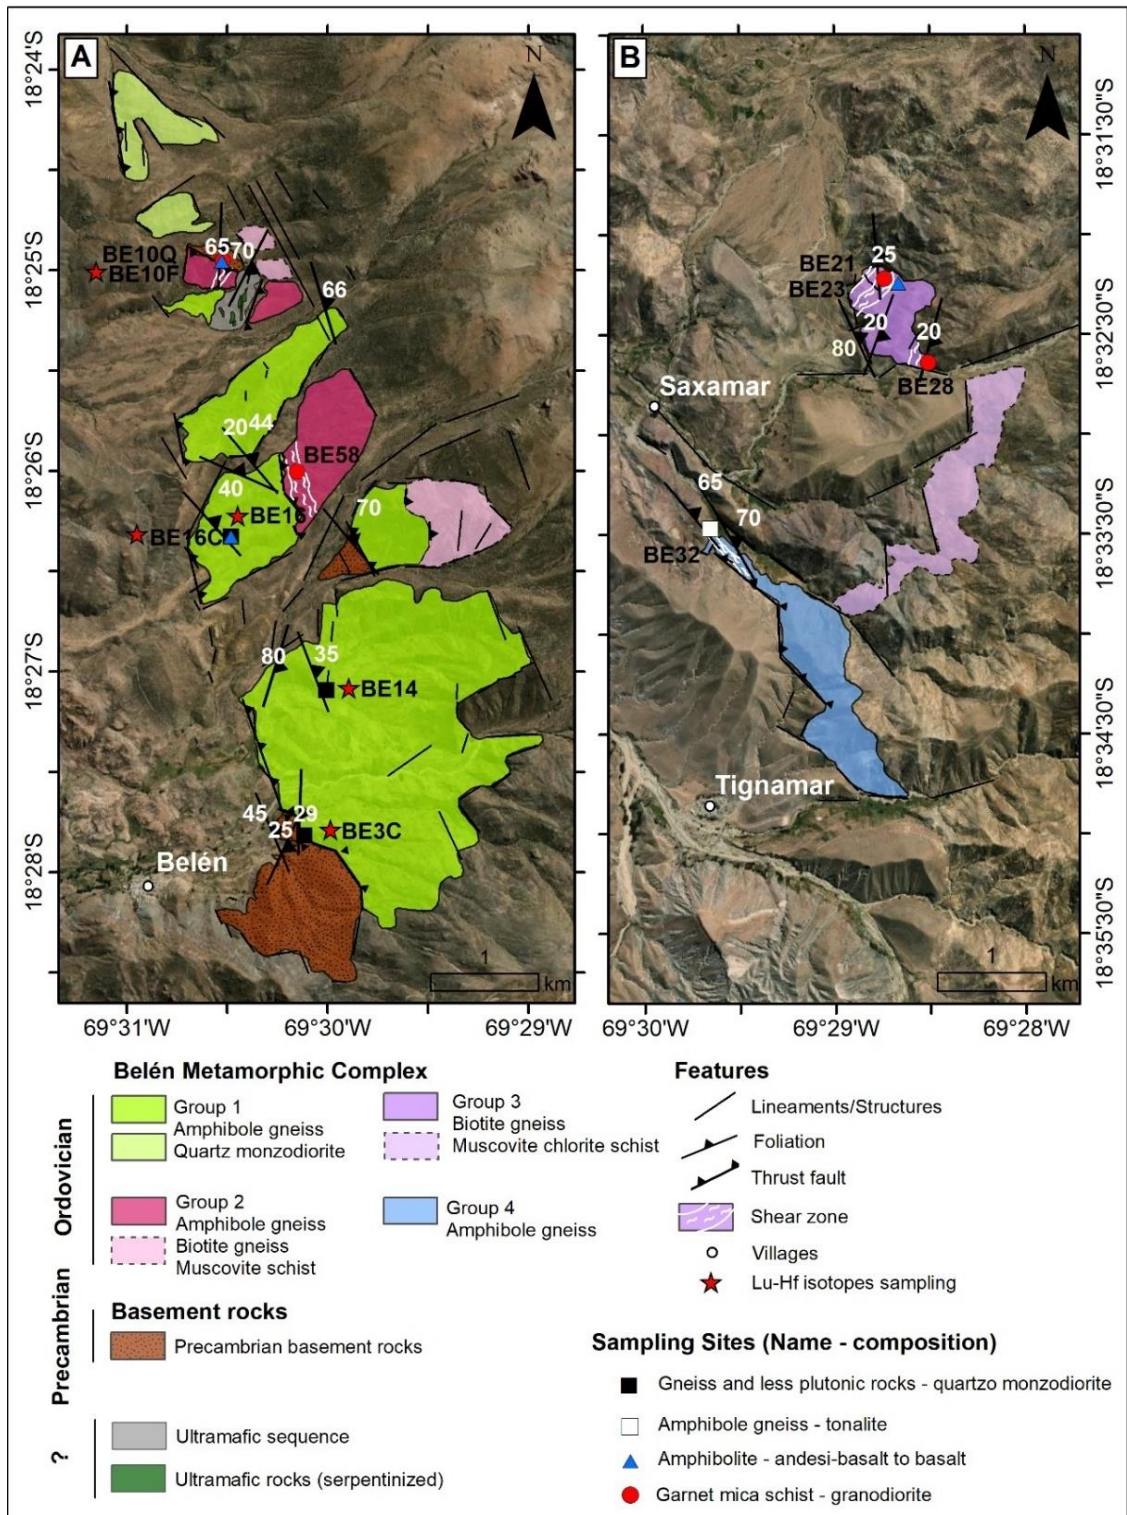 A
N
18°24'S
18°25'S
18°26'S
18°27'S
18°28'S
BE10Q
BE10F
65
70
66
20
44
40
BE58
BE16
BE16C
70
80
35
BE14
45
29
25
BE3C
Belén
1
km
69°31'W
69°30'W
69°29'W
B
N
18°31'30"S
18°32'30"S
18°33'30"S
18°34'30"S
18°35'30"S
BE21
25
BE23
20
20
80
BE28
Saxamar
65
70
BE32
Tignamar
1
km
69°30'W
69°29'W
69°28'W
Belén Metamorphic Complex
Ordovician
Group 1
Amphibole gneiss
Quartz monzodiorite
Group 2
Amphibole gneiss
Biotite gneiss
Muscovite schist
Group 3
Biotite gneiss
Muscovite chlorite schist
Group 4
Amphibole gneiss
Precambrian
Basement rocks
Precambrian basement rocks
?
Ultramafic sequence
Ultramafic rocks (serpentinized)
Features
Lineaments/Structures
Foliation
Thrust fault
Shear zone
Villages
Lu-Hf isotopes sampling
Sampling Sites (Name - composition)
Gneiss and less plutonic rocks - quartzo monzodiorite
Amphibole gneiss - tonalite
Amphibolite - andesi-basalt to basalt
Garnet mica schist - granodiorite